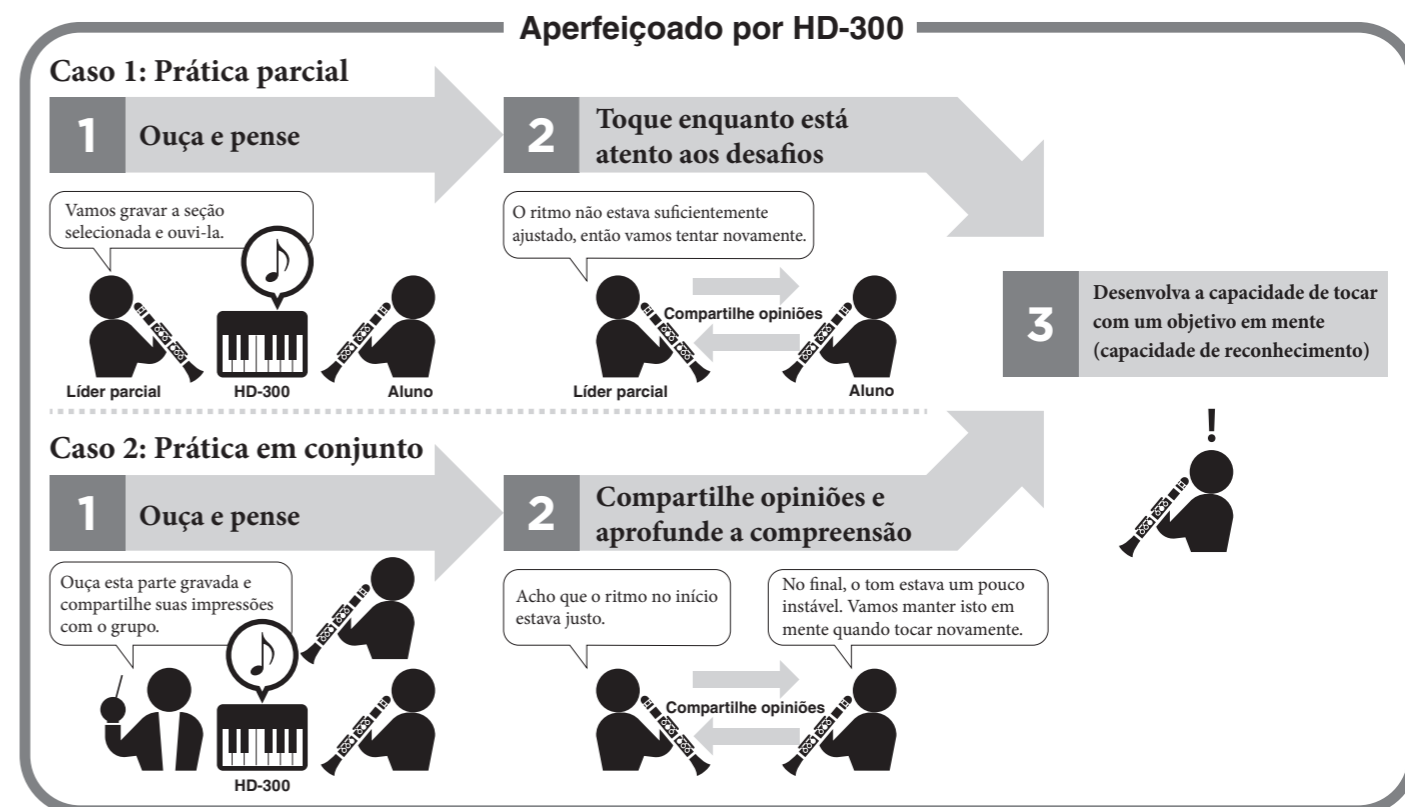 Aperfeiçoado por HD-300
Caso 1: Prática parcial
1
Ouça e pense
2
Toque enquanto está
atento aos desafios
Vamos gravar a seção
selecionada e ouvi-la.
Líder parcial
HD-300
Aluno
O ritmo não estava suficientemente
ajustado, então vamos tentar novamente.
Compartilhe opiniões
Líder parcial
Aluno
Caso 2: Prática em conjunto
1
Ouça e pense
2
Compartilhe opiniões e
aprofunde a compreensão
Ouça esta parte gravada e
compartilhe suas impressões
com o grupo.
HD-300
Acho que o ritmo no início
estava justo.
No final, o tom estava um pouco
instável. Vamos manter isto em
mente quando tocar novamente.
Compartilhe opiniões
3
Desenvolva a capacidade de tocar
com um objetivo em mente
(capacidade de reconhecimento)
!